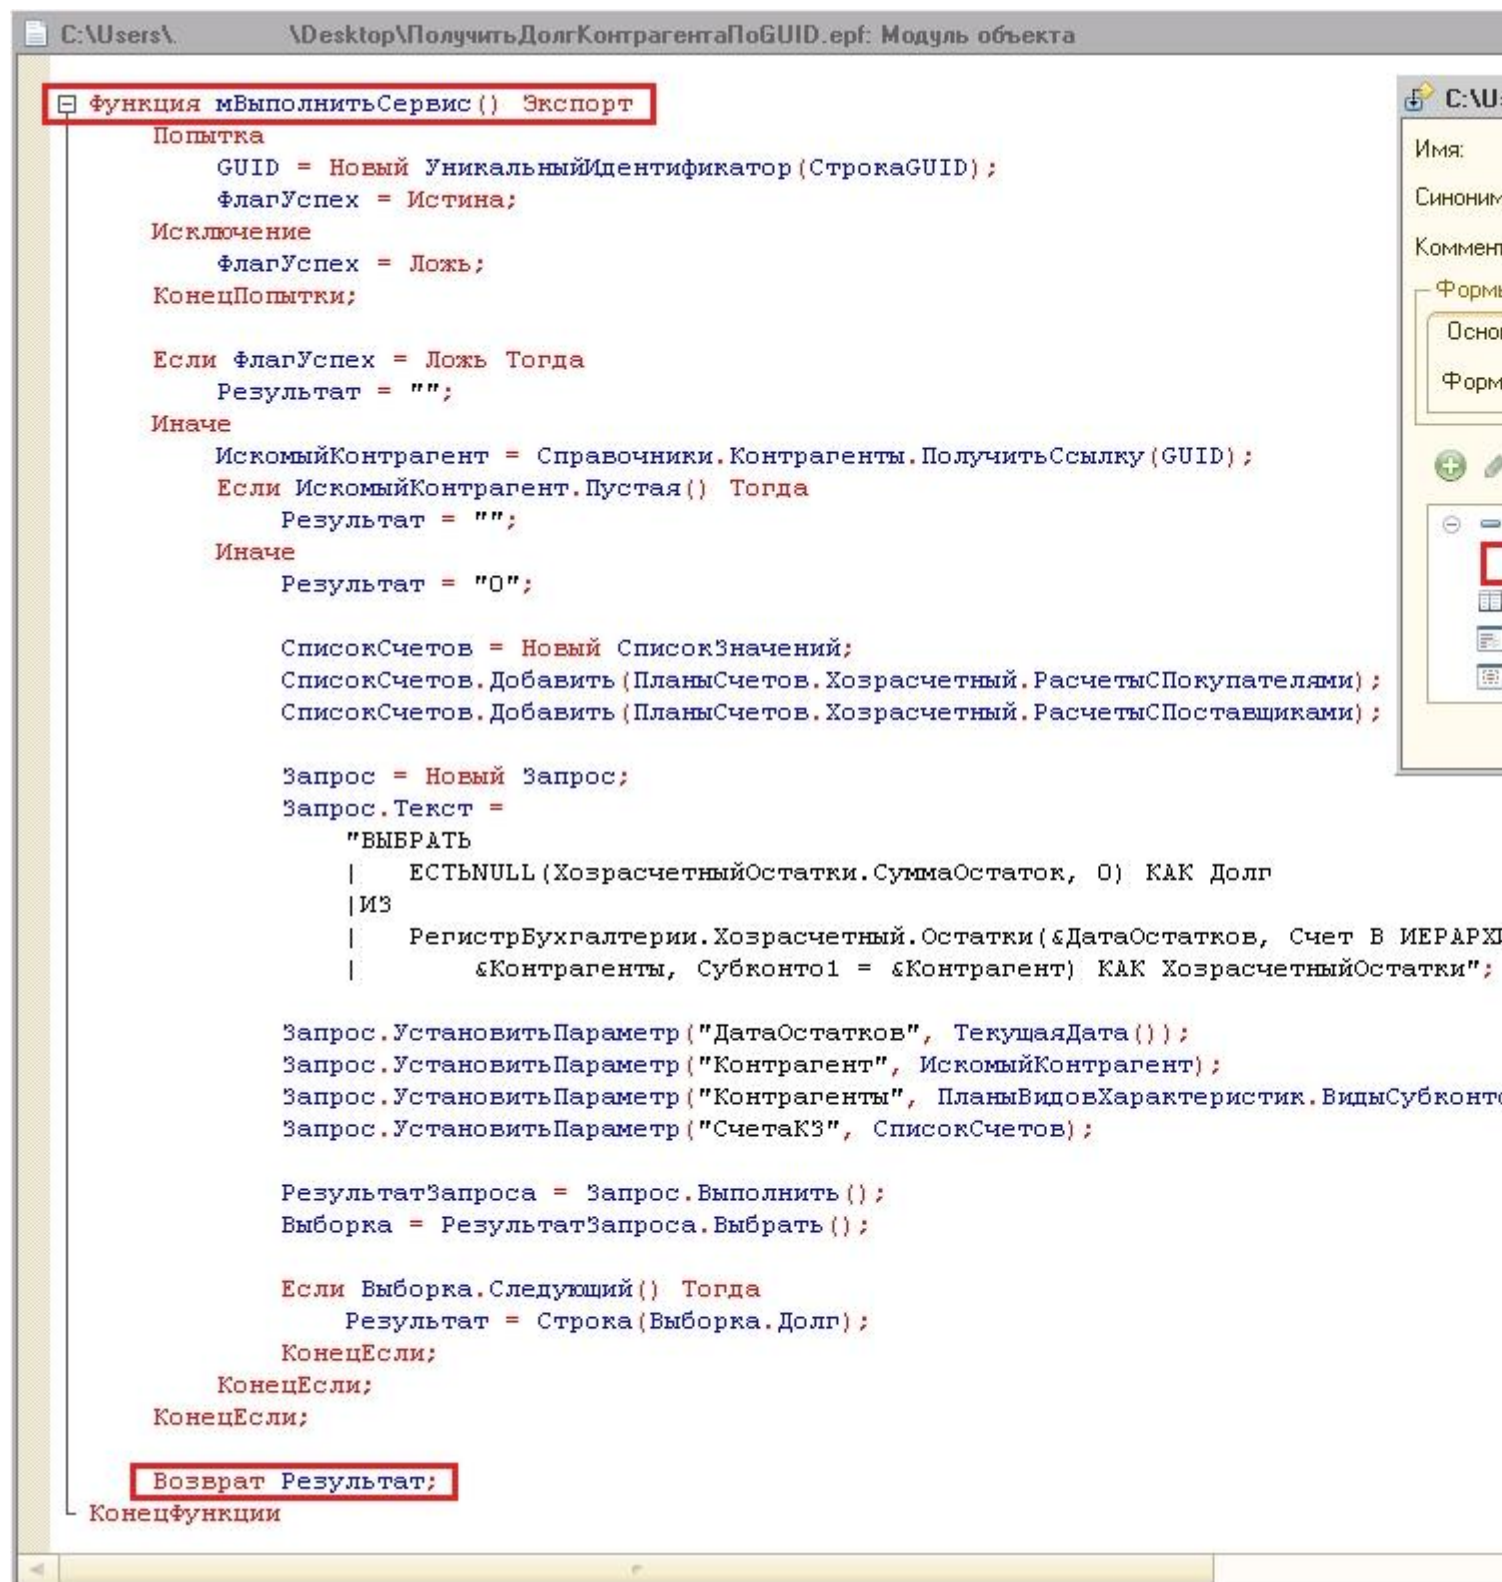 C:\Users\. \Desktop\ПолучитьДолгКонтрагентаПоGUID.epf: Модуль объекта
Функция мВыполнитьСервис() Экспорт
Попытка
GUID = Новый УникальныйИдентификатор(СтрокаGUID);
ФлагУспех = Истина;
Исключение
ФлагУспех = Ложь;
КонецПопытки;
Если ФлагУспех = Ложь Тогда
Результат = "";
Иначе
ИскомыйКонтрагент = Справочники.Контрагенты.ПолучитьСсылку(GUID);
Если ИскомыйКонтрагент.Пустая() Тогда
Результат = "";
Иначе
Результат = "0";
СписокСчетов = Новый СписокЗначений;
СписокСчетов.Добавить(ПланыСчетов.Хозрасчетный.РасчетыСПокупателями);
СписокСчетов.Добавить(ПланыСчетов.Хозрасчетный.РасчетыСПоставщиками);
Запрос = Новый Запрос;
Запрос.Текст =
"ВЫБРАТЬ
| ЕСТЬNULL(ХозрасчетныйОстатки.СуммаОстаток, 0) КАК Долг
|ИЗ
| РегистрБухгалтерии.Хозрасчетный.Остатки(&ДатаОстатков, Счет В ИЕРАРХИ
| &Контрагенты, Субконто1 = &Контрагент) КАК ХозрасчетныйОстатки";
Запрос.УстановитьПараметр("ДатаОстатков", ТекущаяДата());
Запрос.УстановитьПараметр("Контрагент", ИскомыйКонтрагент);
Запрос.УстановитьПараметр("Контрагенты", ПланыВидовХарактеристик.ВидыСубконто
Запрос.УстановитьПараметр("СчетаКЗ", СписокСчетов);
РезультатЗапроса = Запрос.Выполнить();
Выборка = РезультатЗапроса.Выбрать();
Если Выборка.Следующий() Тогда
Результат = Строка(Выборка.Долг);
КонецЕсли;
КонецЕсли;
КонецЕсли;
Возврат Результат;
КонецФункции
C:\Us
Имя:
Синоним
Коммент
Формы
Основ
Форм